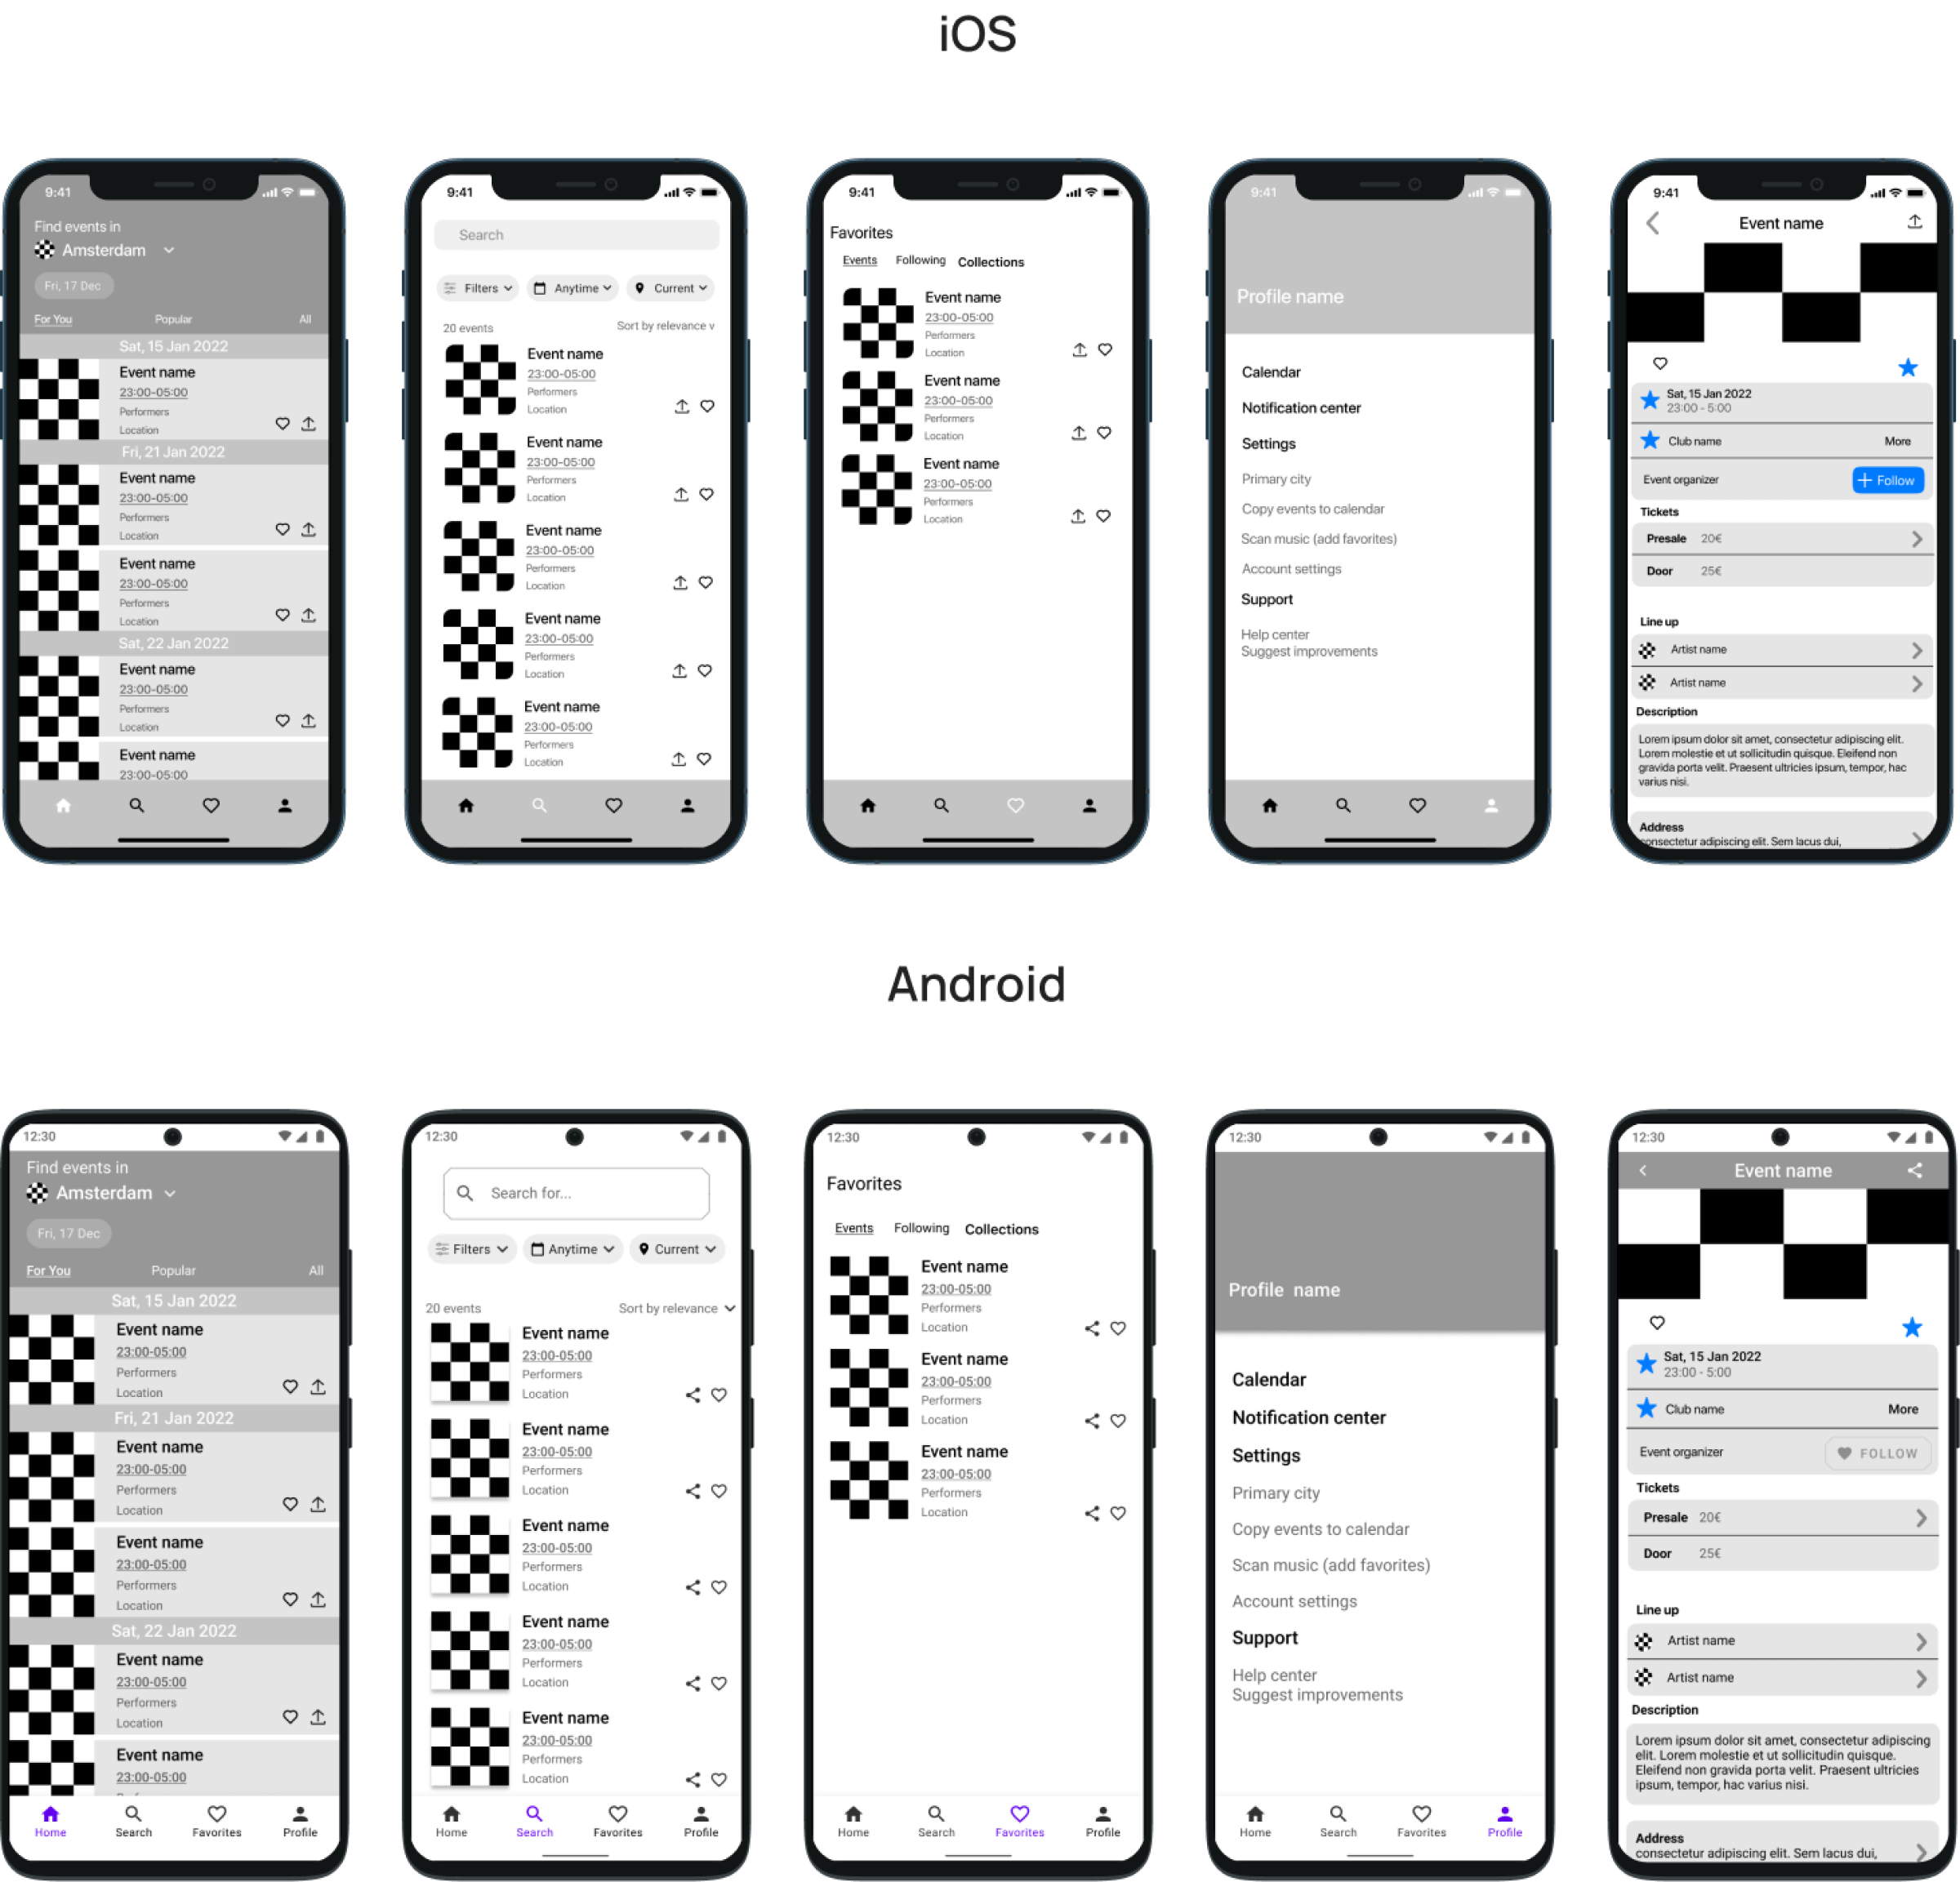 iOS
9:41
Find events in
Amsterdam
Fri, 17 Dec
For You Popular All
Sat, 15 Jan 2022
Event name
23:00-05:00
Performers
Location
Fri, 21 Jan 2022
Event name
23:00-05:00
Performers
Location
Event name
23:00-05:00
Performers
Location
Sat, 22 Jan 2022
Event name
23:00-05:00
Performers
Location
Event name
23:00-05:00
9:41
Search
Filters Anytime Current
20 events Sort by relevance v
Event name
23:00-05:00
Performers
Location
Event name
23:00-05:00
Performers
Location
Event name
23:00-05:00
Performers
Location
Event name
23:00-05:00
Performers
Location
Event name
23:00-05:00
Performers
Location
9:41
Favorites
Events Following Collections
Event name
23:00-05:00
Performers
Location
Event name
23:00-05:00
Performers
Location
Event name
23:00-05:00
Performers
Location
9:41
Profile name
Calendar
Notification center
Settings
Primary city
Copy events to calendar
Scan music (add favorites)
Account settings
Support
Help center
Suggest improvements
9:41
Event name
Sat, 15 Jan 2022
23:00 - 5:00
Club name More
Event organizer + Follow
Tickets
Presale 20€
Door 25€
Line up
Artist name
Artist name
Description
Lorem ipsum dolor sit amet, consectetur adipiscing elit.
Lorem molestie et ut sollicitudin quisque. Eleifend non
gravida porta velit. Praesent ultricies ipsum, tempor, hac
varius nisi.
Address
consectetur adipiscing elit. Sem lacus dui,
Android
12:30
Find events in
Amsterdam
Fri, 17 Dec
For You Popular All
Sat, 15 Jan 2022
Event name
23:00-05:00
Performers
Location
Fri, 21 Jan 2022
Event name
23:00-05:00
Performers
Location
Event name
23:00-05:00
Performers
Location
Sat, 22 Jan 2022
Event name
23:00-05:00
Performers
Location
Event name
23:00-05:00
Home Search Favorites Profile
12:30
Search for...
Filters Anytime Current
20 events Sort by relevance
Event name
23:00-05:00
Performers
Location
Event name
23:00-05:00
Performers
Location
Event name
23:00-05:00
Performers
Location
Event name
23:00-05:00
Performers
Location
Event name
23:00-05:00
Performers
Location
Home Search Favorites Profile
12:30
Favorites
Events Following Collections
Event name
23:00-05:00
Performers
Location
Event name
23:00-05:00
Performers
Location
Event name
23:00-05:00
Performers
Location
Home Search Favorites Profile
12:30
Profile name
Calendar
Notification center
Settings
Primary city
Copy events to calendar
Scan music (add favorites)
Account settings
Support
Help center
Suggest improvements
Home Search Favorites Profile
12:30
Event name
Sat, 15 Jan 2022
23:00 - 5:00
Club name More
Event organizer FOLLOW
Tickets
Presale 20€
Door 25€
Line up
Artist name
Artist name
Description
Lorem ipsum dolor sit amet, consectetur adipiscing
elit. Lorem molestie et ut sollicitudin quisque.
Eleifend non gravida porta velit. Praesent ultricies
ipsum, tempor, hac varius nisi.
Address
consectetur adipiscing elit. Sem lacus dui,